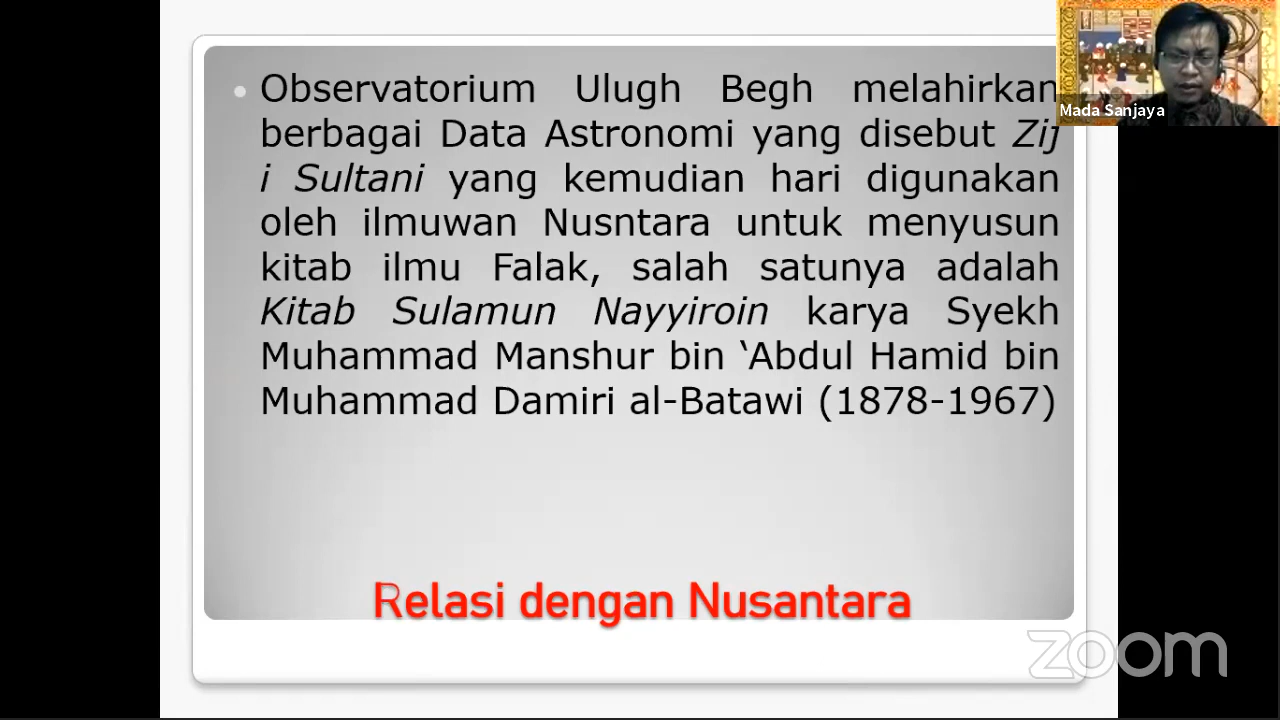 Observatorium Ulugh Begh melahirkan
berbagai Data Astronomi yang disebut Zij
i Sultani yang kemudian hari digunakan
oleh ilmuwan Nusntara untuk menyusun
kitab ilmu Falak, salah satunya adalah
Kitab Sulamun Nayyiroin karya Syekh
Muhammad Manshur bin ‘Abdul Hamid bin
Muhammad Damiri al-Batawi (1878-1967)
Relasi dengan Nusantara
Mada Sanjaya
zoom